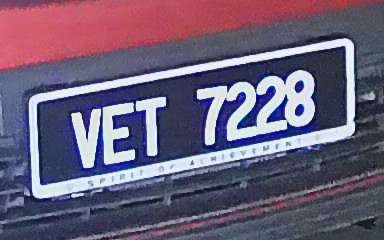 VET 7228
SPIRIT OF ACHIEVEMENT